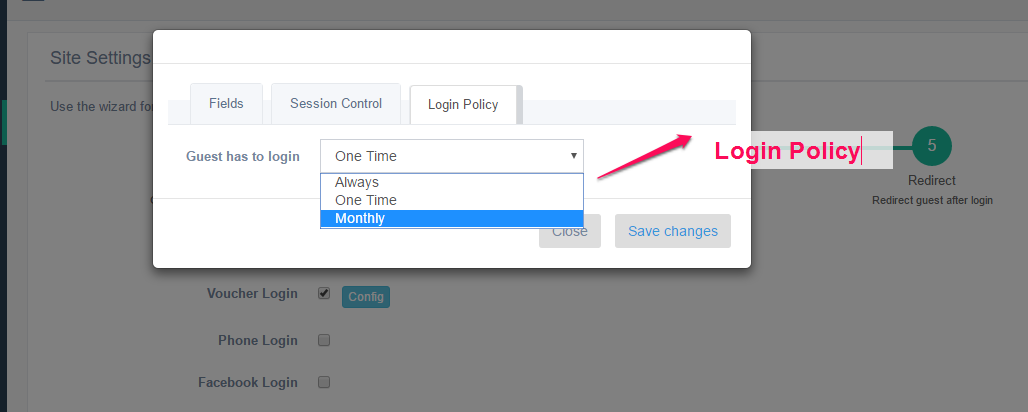 Site Settings
Use the wizard for
Fields
Session Control
Login Policy
Guest has to login
One Time
Always
One Time
Monthly
Close
Save changes
Login Policy
5
Redirect
Redirect guest after login
Voucher Login
Config
Phone Login
Facebook Login